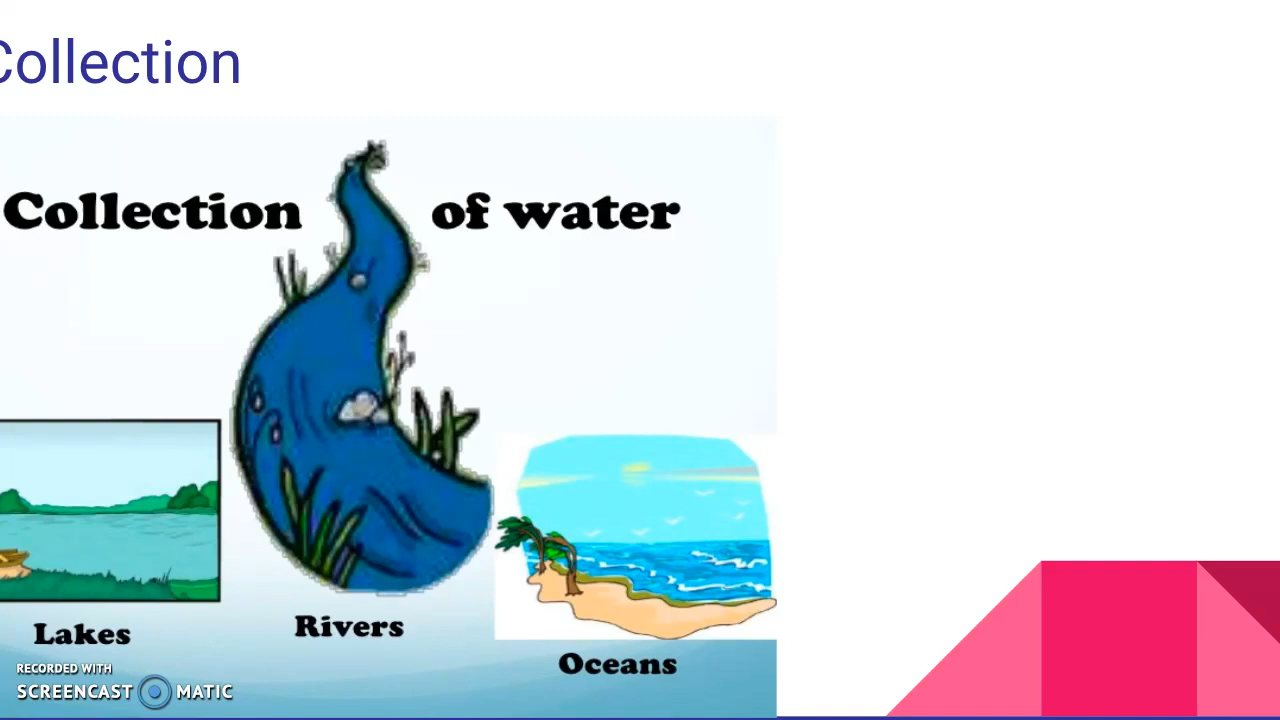 Collection
Collection of water
Lakes
Rivers
Oceans
RECORDED WITH
SCREENCAST MATIC